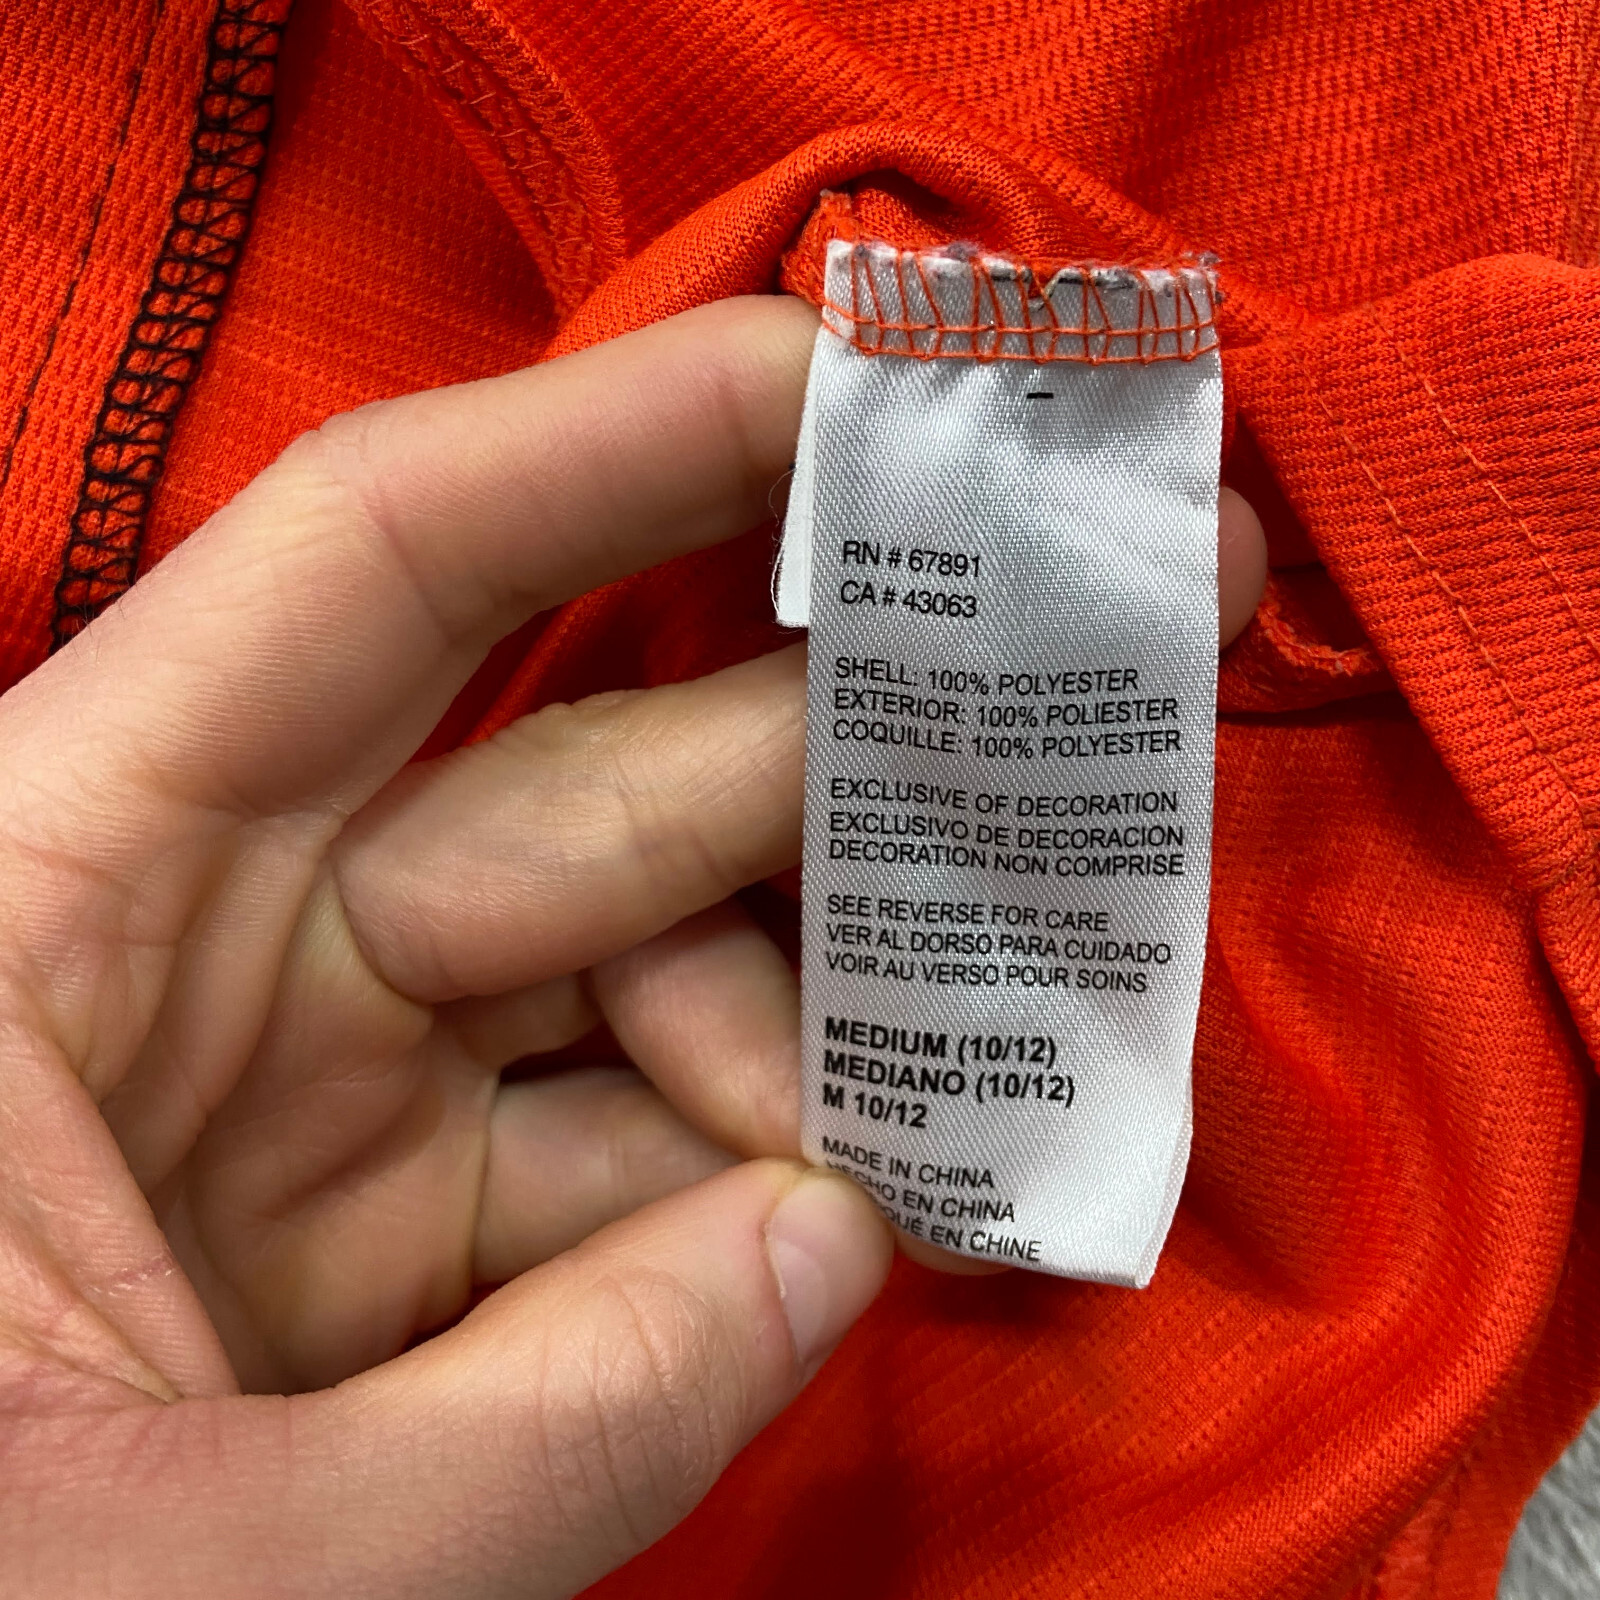 RN # 67891
CA # 43063
SHELL: 100% POLYESTER
EXTERIOR: 100% POLIESTER
COQUILLE: 100% POLYESTER
EXCLUSIVE OF DECORATION
EXCLUSIVO DE DECORACION
DECORATION NON COMPRISE
SEE REVERSE FOR CARE
VER AL DORSO PARA CUIDADO
VOIR AU VERSO POUR SOINS
MEDIUM (10/12)
MEDIANO (10/12)
M 10/12
MADE IN CHINA
HECHO EN CHINA
EN CHINE